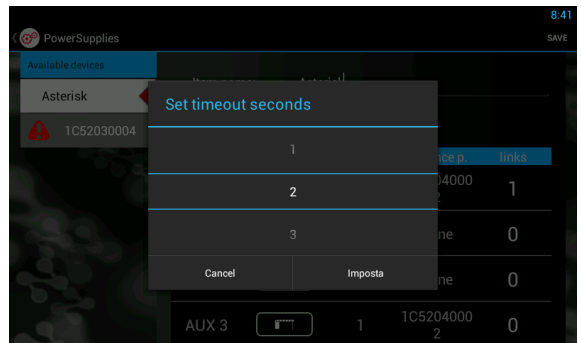 8:41
PowerSupplies
SAVE
Available devices
Asterisk
1C52030004
Set timeout seconds
1
2
3
Cancel
Imposta
links
1
0
0
AUX 3
1
1C5204000
2
0